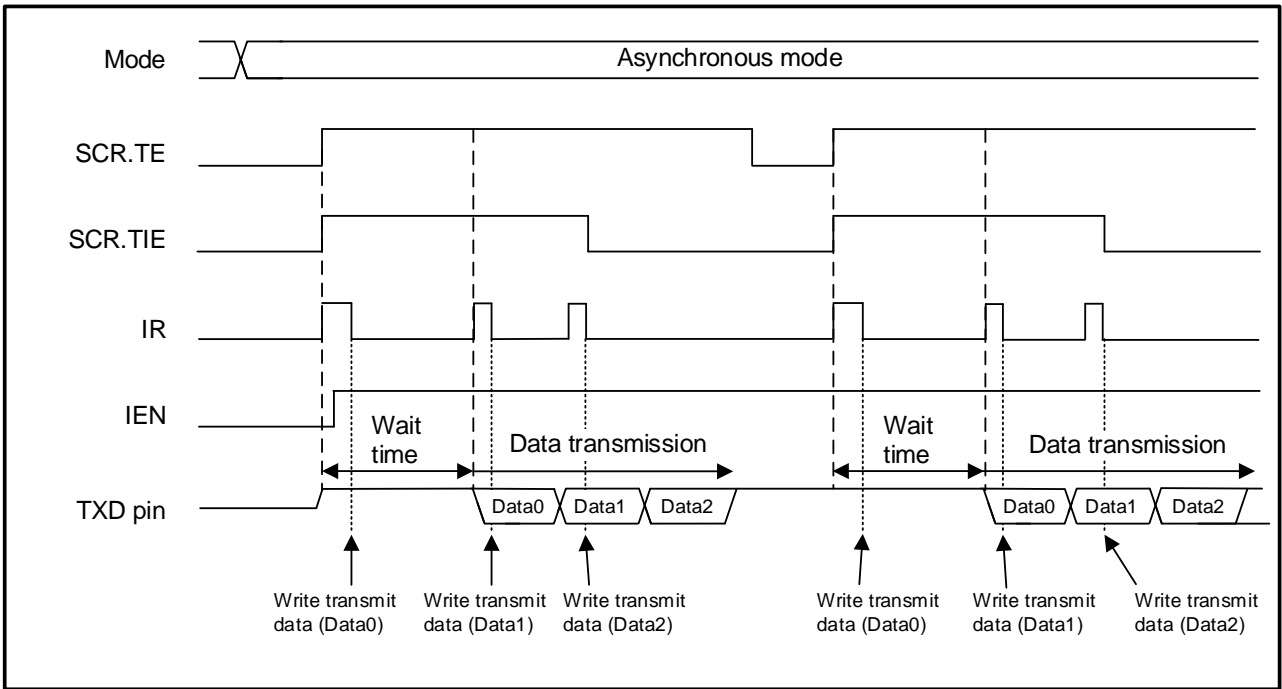 Mode
Asynchronous mode
SCR.TE
SCR.TIE
IR
IEN
Wait
time
Data transmission
Wait
time
Data transmission
TXD pin
Data0
Data1
Data2
Data0
Data1
Data2
Write transmit
data (Data0)
Write transmit
data (Data1)
Write transmit
data (Data2)
Write transmit
data (Data0)
Write transmit
data (Data1)
Write transmit
data (Data2)